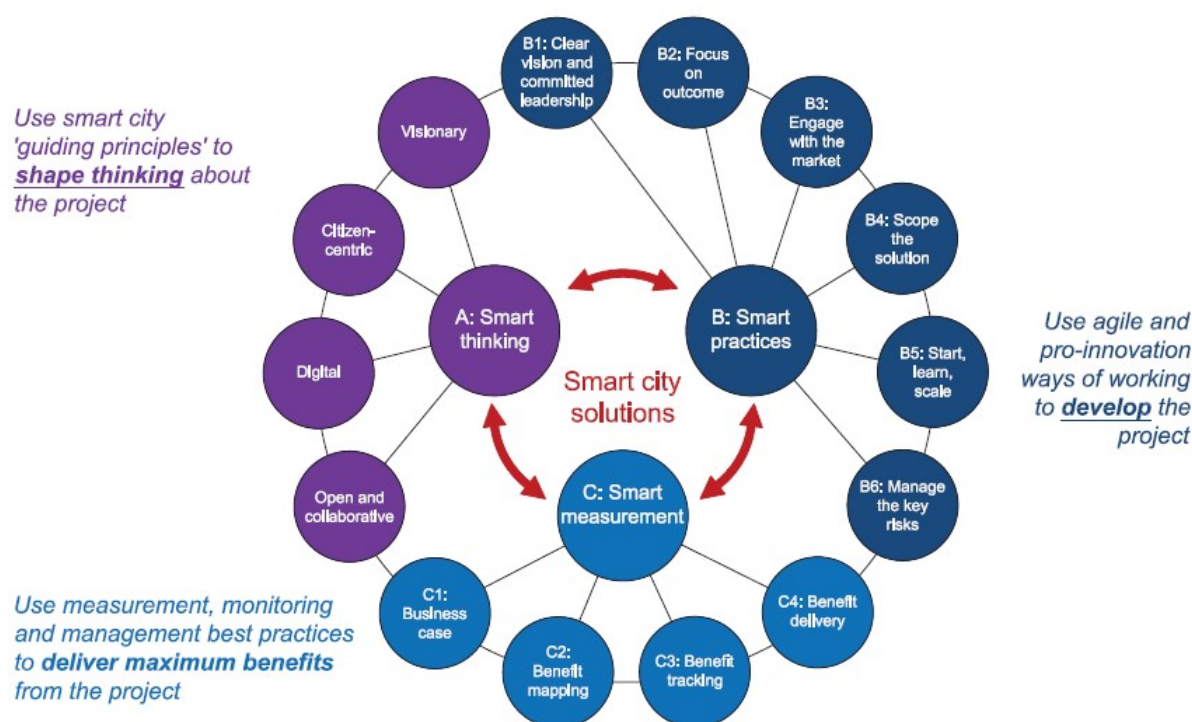 B1: Clear
vision and
committed
leadership
B2: Focus
on
outcome
B3:
Engage
with the
market
B4: Scope
the
solution
B5: Start,
learn,
scale
B6: Manage
the key
risks
Use smart city
'guiding principles' to
shape thinking about
the project
Visionary
Citizen-
centric
Digital
Open and
collaborative
A: Smart
thinking
B: Smart
practices
Smart city
solutions
C: Smart
measurement
Use agile and
pro-innovation
ways of working
to develop the
project
Use measurement, monitoring
and management best practices
to deliver maximum benefits
from the project
C1:
Business
case
C2:
Benefit
mapping
C3: Benefit
tracking
C4: Benefit
delivery